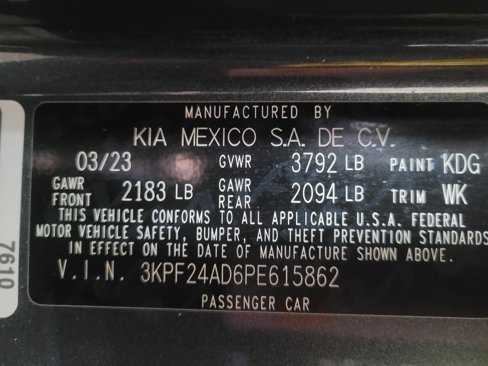 MANUFACTURED BY
KIA MEXICO S.A. DE C.V.
03/23 GVWR 3792 LB PAINT KDG
GAWR FRONT 2183 LB GAWR REAR 2094 LB TRIM WK
THIS VEHICLE CONFORMS TO ALL APPLICABLE U.S.A. FEDERAL
MOTOR VEHICLE SAFETY, BUMPER, AND THEFT PREVENTION STANDARDS
IN EFFECT ON THE DATE OF MANUFACTURE SHOWN ABOVE.
V.I.N. 3KPF24AD6PE615862
PASSENGER CAR
7610